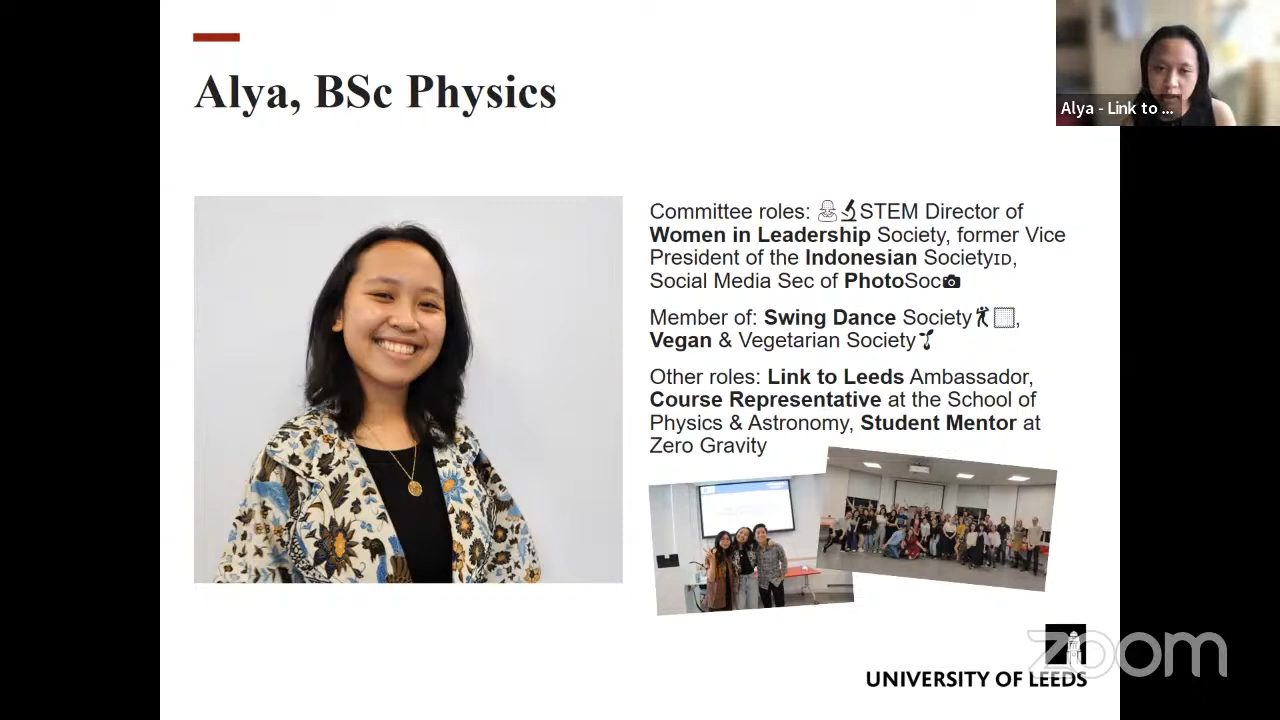 Alya, BSc Physics
Alya - Link to ...
Committee roles: STEM Director of
Women in Leadership Society, former Vice
President of the Indonesian Societyɪᴅ,
Social Media Sec of PhotoSoc
Member of: Swing Dance Society,
Vegan & Vegetarian Society
Other roles: Link to Leeds Ambassador,
Course Representative at the School of
Physics & Astronomy, Student Mentor at
Zero Gravity
zoom
UNIVERSITY OF LEEDS